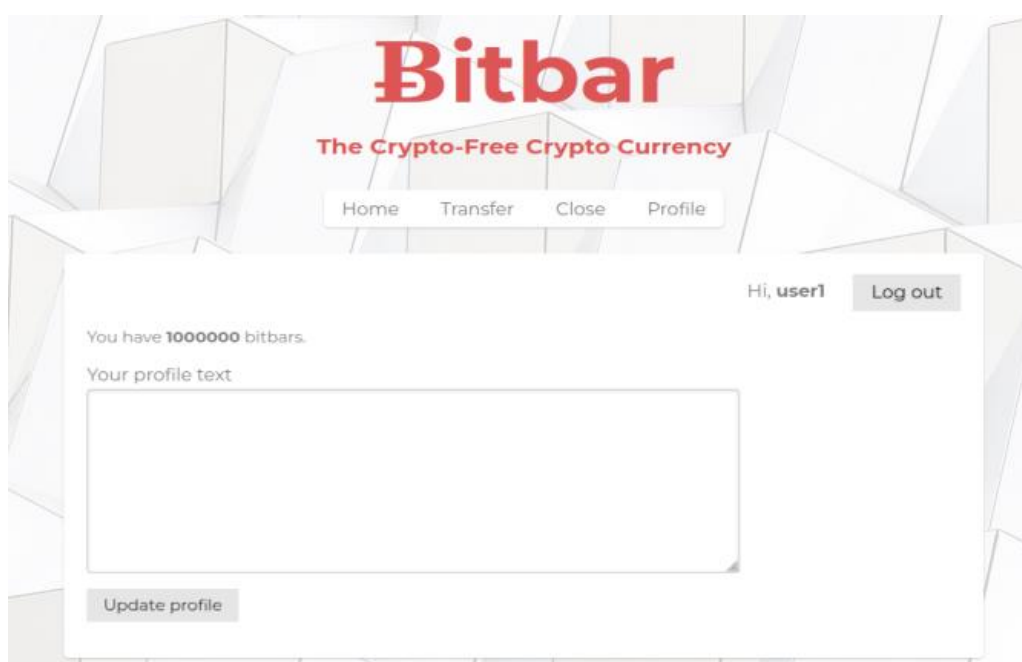 Ƀitbar
The Crypto-Free Crypto Currency
Home Transfer Close Profile
Hi, user1 Log out
You have 1000000 bitbars.
Your profile text
Update profile